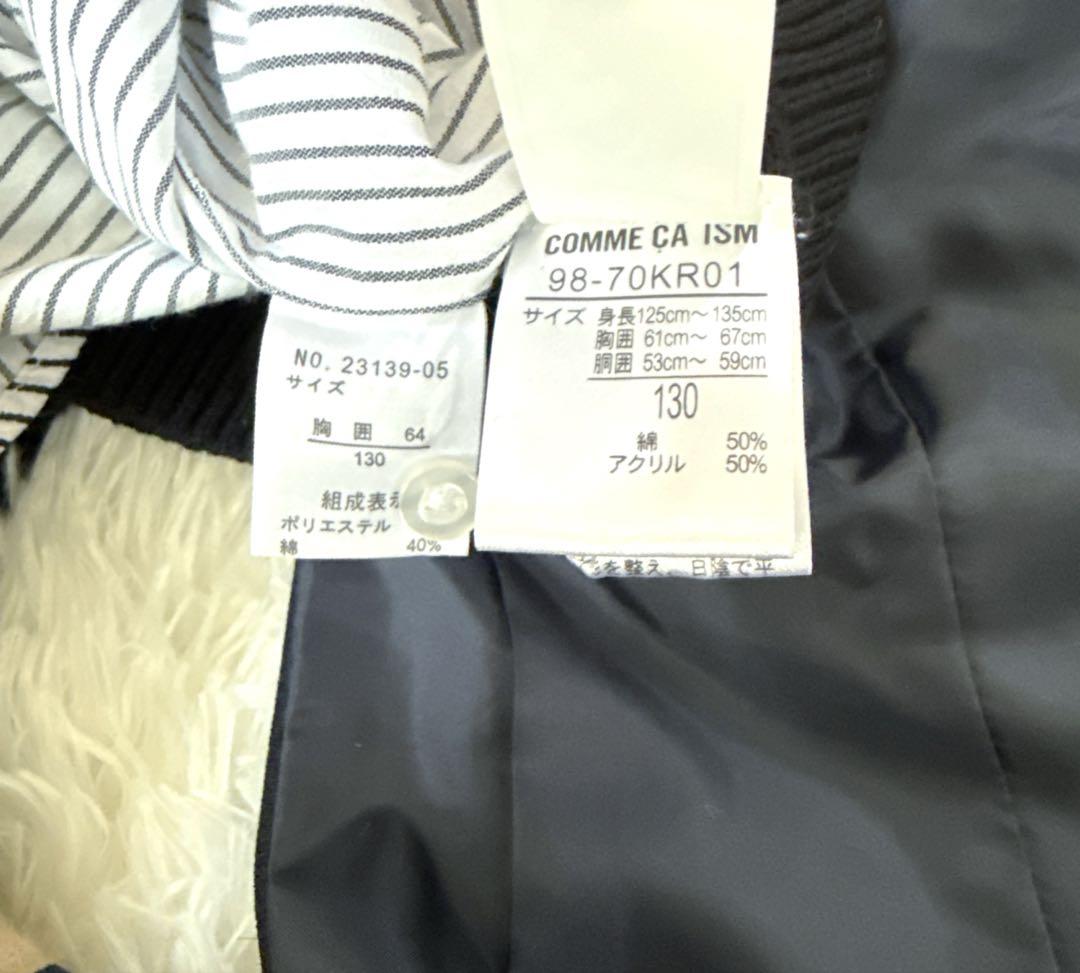 NO. 23139-05
サイズ
胸 囲 64
130
組成表示
ポリエステル
綿 40%
COMME ÇA ISM
98-70KR01
サイズ 身長125cm～135cm
胸囲 61cm～ 67cm
胴囲 53cm～ 59cm
130
綿 50%
アクリル 50%
を整え、日陰で平